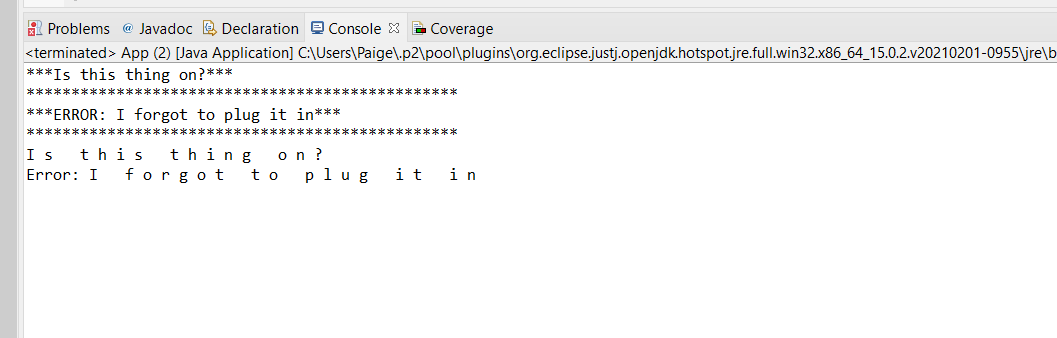 Problems @ Javadoc Declaration Console Coverage
<terminated> App (2) [Java Application] C:\Users\Paige\.p2\pool\plugins\org.eclipse.justj.openjdk.hotspot.jre.full.win32.x86_64_15.0.2.v20210201-0955\jre\b
***Is this thing on?***
************************************************
***ERROR: I forgot to plug it in***
************************************************
I s   t h i s   t h i n g   o n ?
Error: I   f o r g o t   t o   p l u g   i t   i n